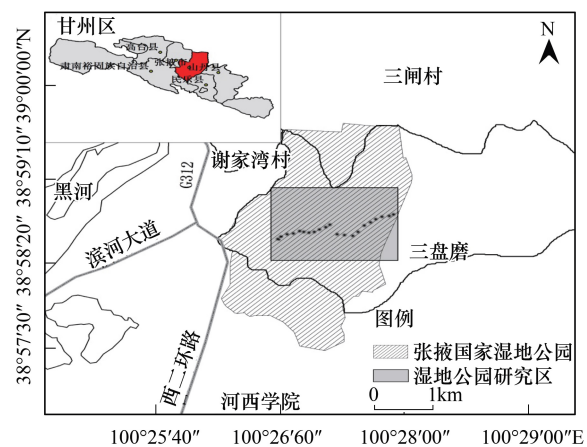 甘州区
高台县
张掖市
肃南裕固族自治县
山丹县
民乐县
N
三闸村
谢家湾村
G312
黑河
滨河大道
三盘磨
西二环路
河西学院
图例
张掖国家湿地公园
湿地公园研究区
0 1km
39°00′00″N
38°59′10″
38°58′20″
38°57′30″
100°25′40″ 100°26′60″ 100°28′00″ 100°29′00″E